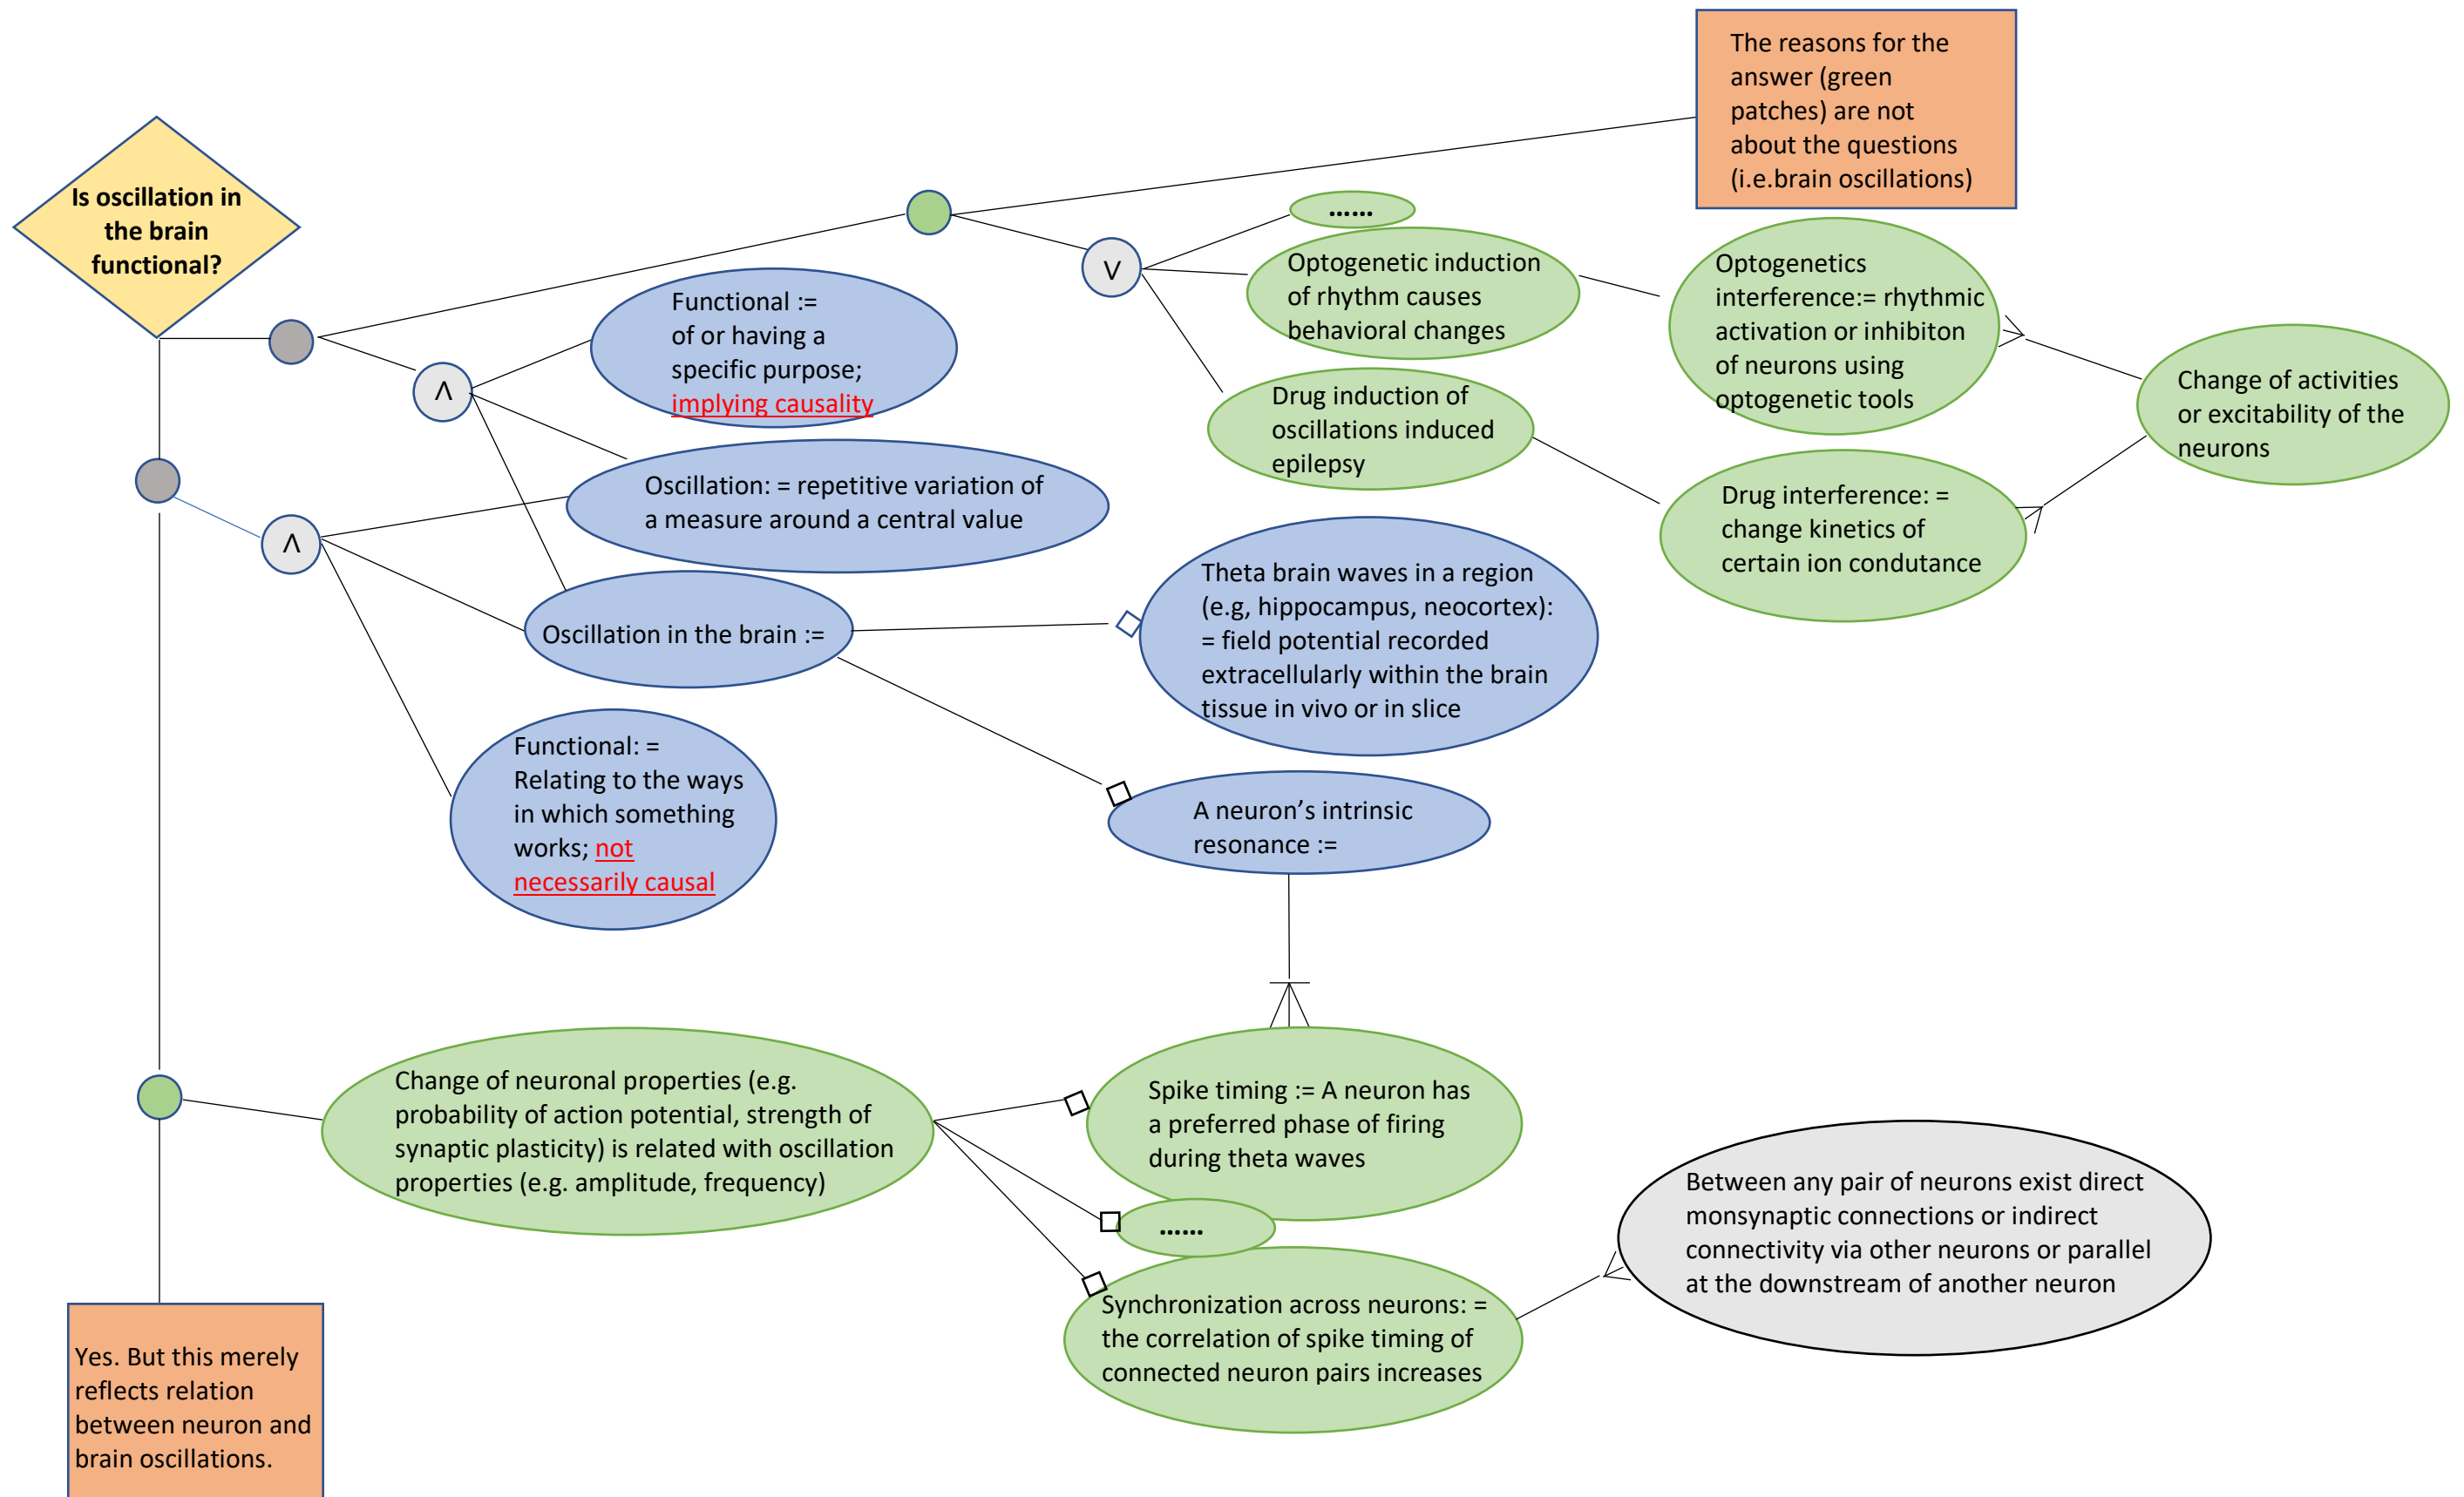 The reasons for the
answer (green
patches) are not
about the questions
(i.e.brain oscillations)
Is oscillation in
the brain
functional?
......
V
Optogenetic induction
of rhythm causes
behavioral changes
Optogenetics
interference:= rhythmic
activation or inhibiton
of neurons using
optogenetic tools
Change of activities
or excitability of the
neurons
Functional :=
of or having a
specific purpose;
implying causality
Λ
Drug induction of
oscillations induced
epilepsy
Drug interference: =
change kinetics of
certain ion condutance
Oscillation: = repetitive variation of
a measure around a central value
Λ
Oscillation in the brain :=
Theta brain waves in a region
(e.g, hippocampus, neocortex):
= field potential recorded
extracellularly within the brain
tissue in vivo or in slice
Functional: =
Relating to the ways
in which something
works; not
necessarily causal
A neuron’s intrinsic
resonance :=
Change of neuronal properties (e.g.
probability of action potential, strength of
synaptic plasticity) is related with oscillation
properties (e.g. amplitude, frequency)
Spike timing := A neuron has
a preferred phase of firing
during theta waves
......
Synchronization across neurons: =
the correlation of spike timing of
connected neuron pairs increases
Between any pair of neurons exist direct
monsynaptic connections or indirect
connectivity via other neurons or parallel
at the downstream of another neuron
Yes. But this merely
reflects relation
between neuron and
brain oscillations.